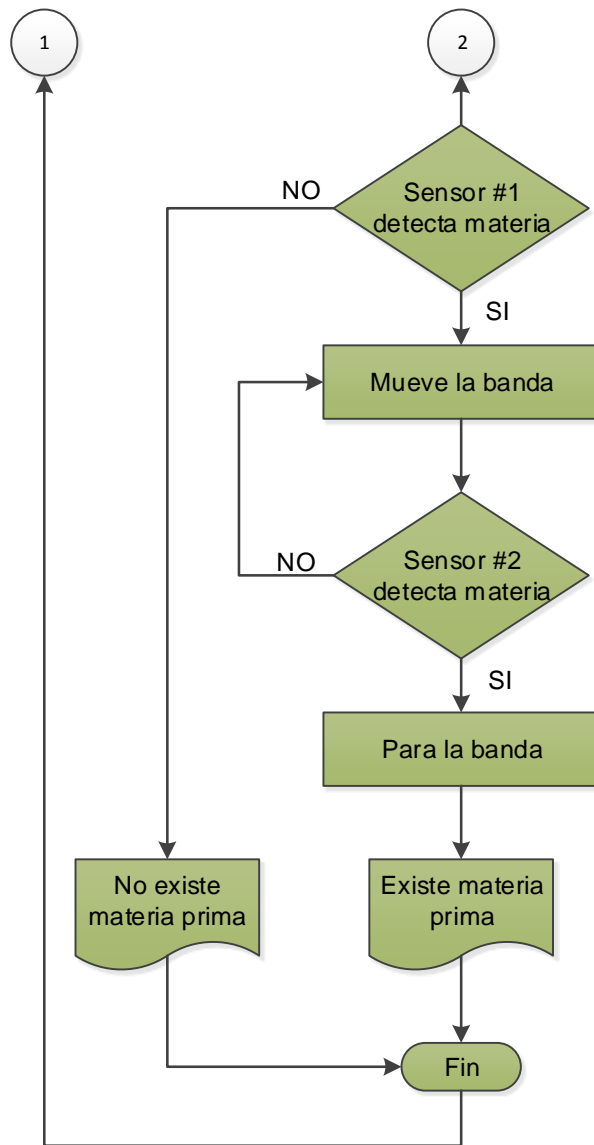 1
2
NO
Sensor #1
detecta materia
SI
Mueve la banda
NO
Sensor #2
detecta materia
SI
Para la banda
No existe
materia prima
Existe materia
prima
Fin